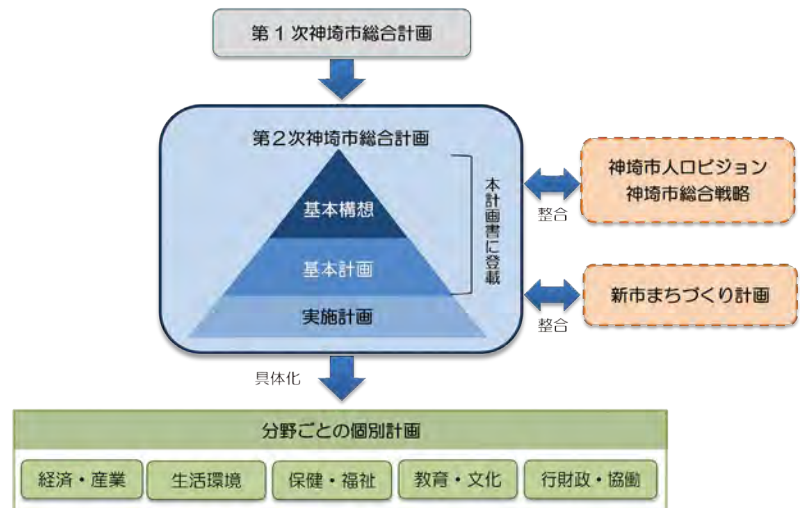 第1次神埼市総合計画
第2次神埼市総合計画
基本構想
基本計画
実施計画
本計画書に登載
整合
神埼市人口ビジョン
神埼市総合戦略
整合
新市まちづくり計画
具体化
分野ごとの個別計画
経済・産業
生活環境
保健・福祉
教育・文化
行財政・協働